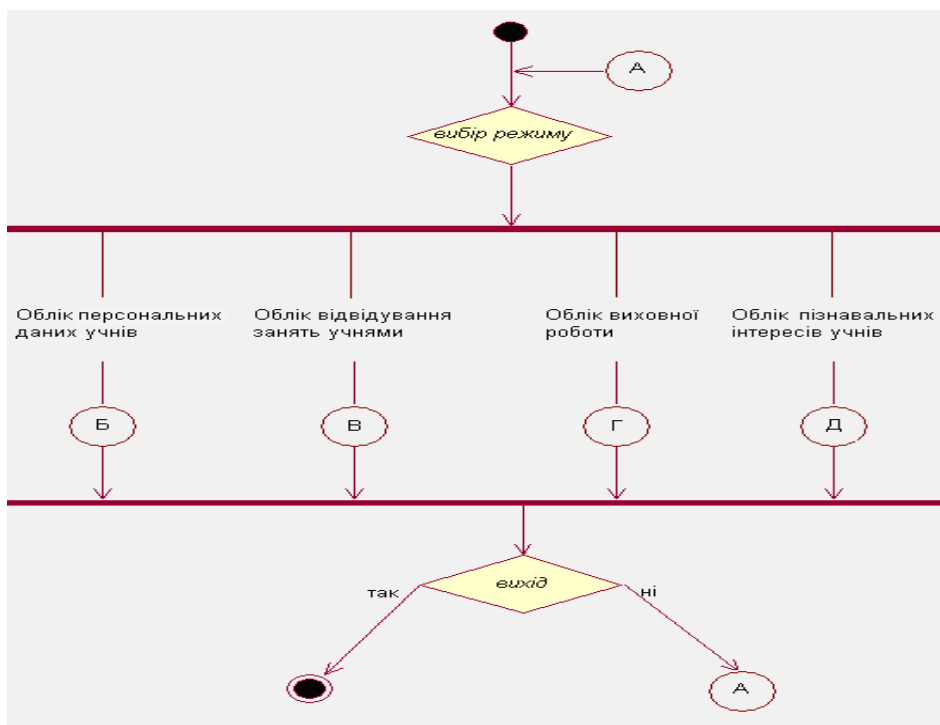 А
вибір режиму
Облік персональних
даних учнів
Облік відвідування
занять учнями
Облік виховної
роботи
Облік пізнавальних
інтересів учнів
Б
В
Г
Д
вихід
так
ні
А